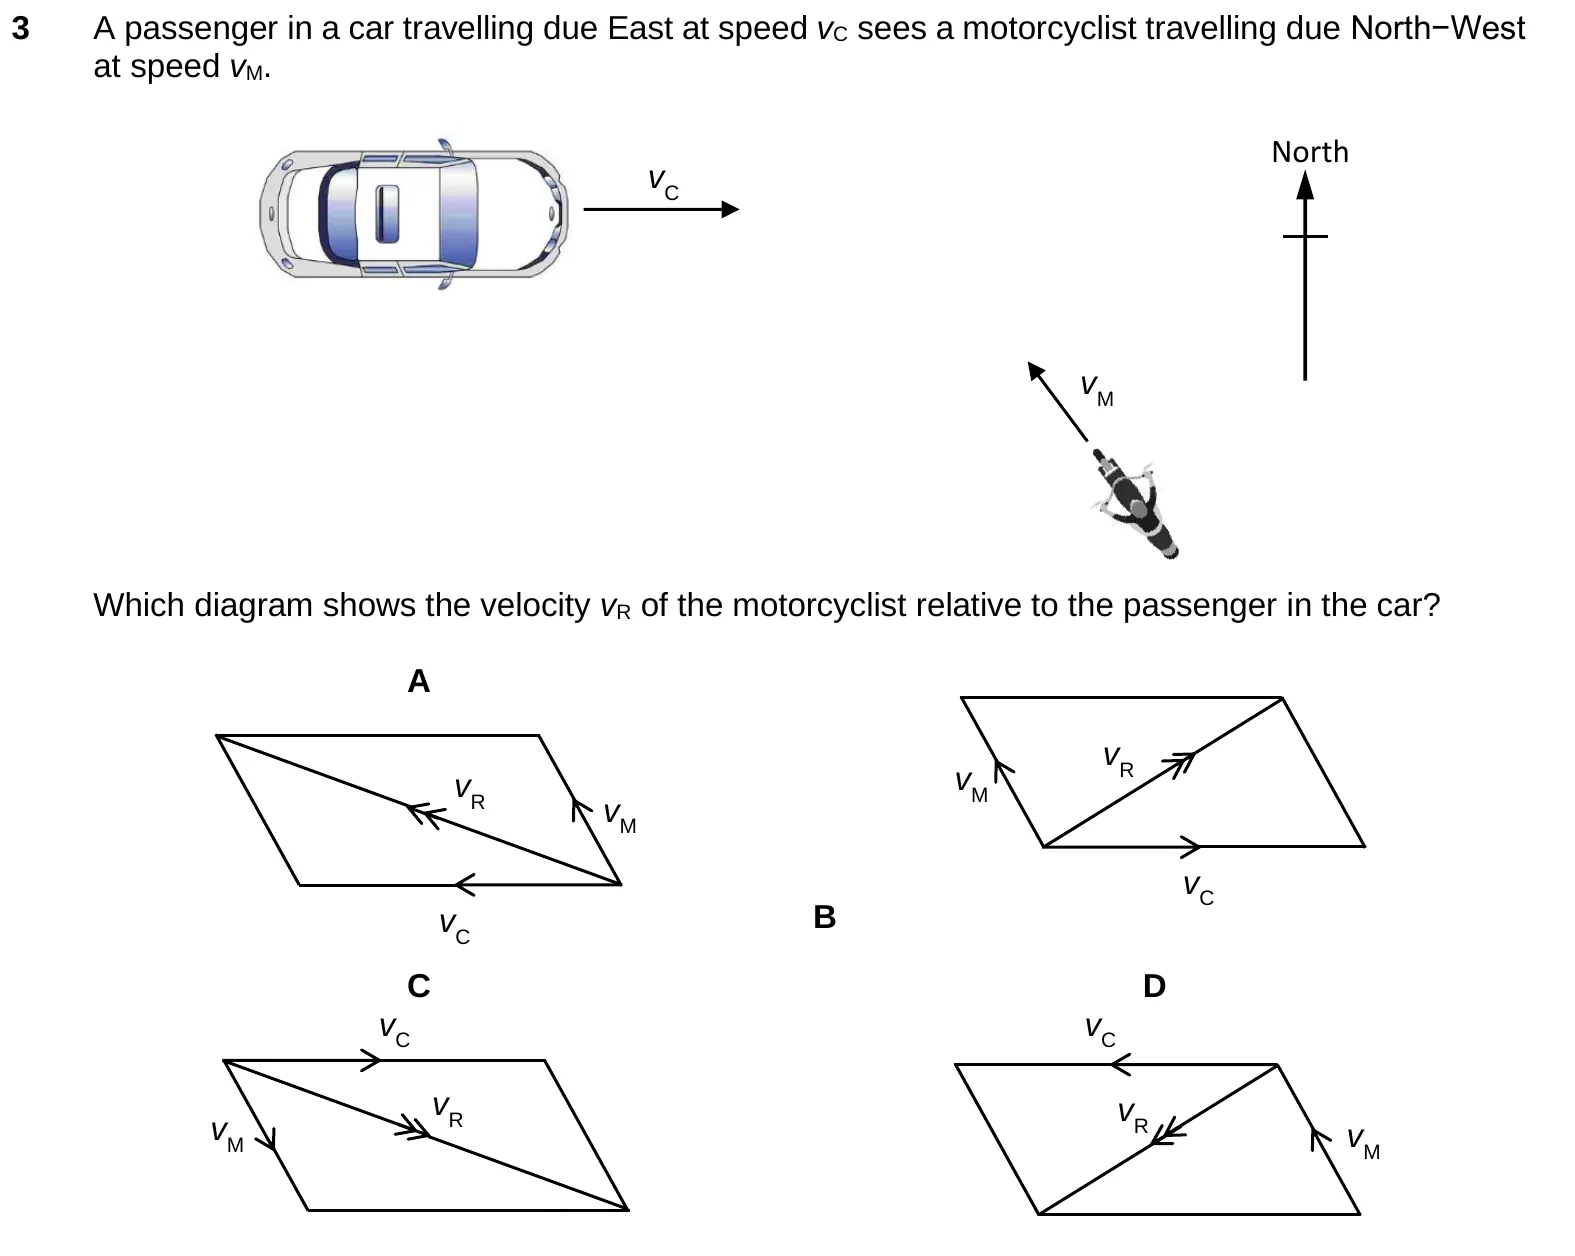 3 A passenger in a car travelling due East at speed vC sees a motorcyclist travelling due North−West
at speed vM.
North
vC
vM
Which diagram shows the velocity vR of the motorcyclist relative to the passenger in the car?
A
vR
vM
vC
vR
vM
vC
B
C
vC
vR
vM
D
vC
vR
vM